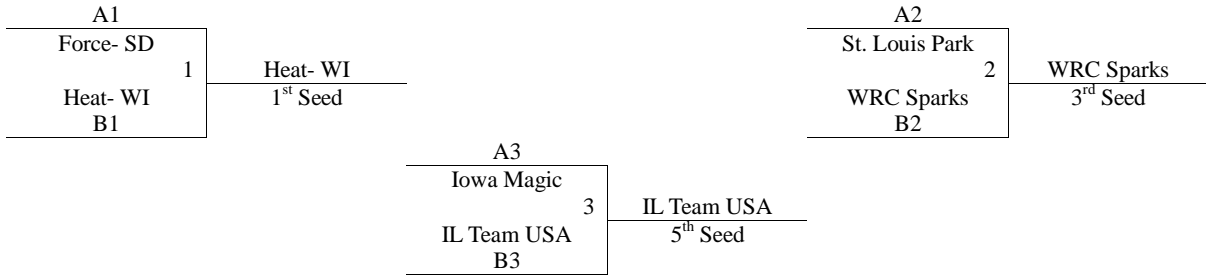 A1
Force- SD
1
Heat- WI
1st Seed
Heat- WI
B1
A2
St. Louis Park
2
WRC Sparks
3rd Seed
WRC Sparks
B2
A3
Iowa Magic
3
IL Team USA
5th Seed
IL Team USA
B3